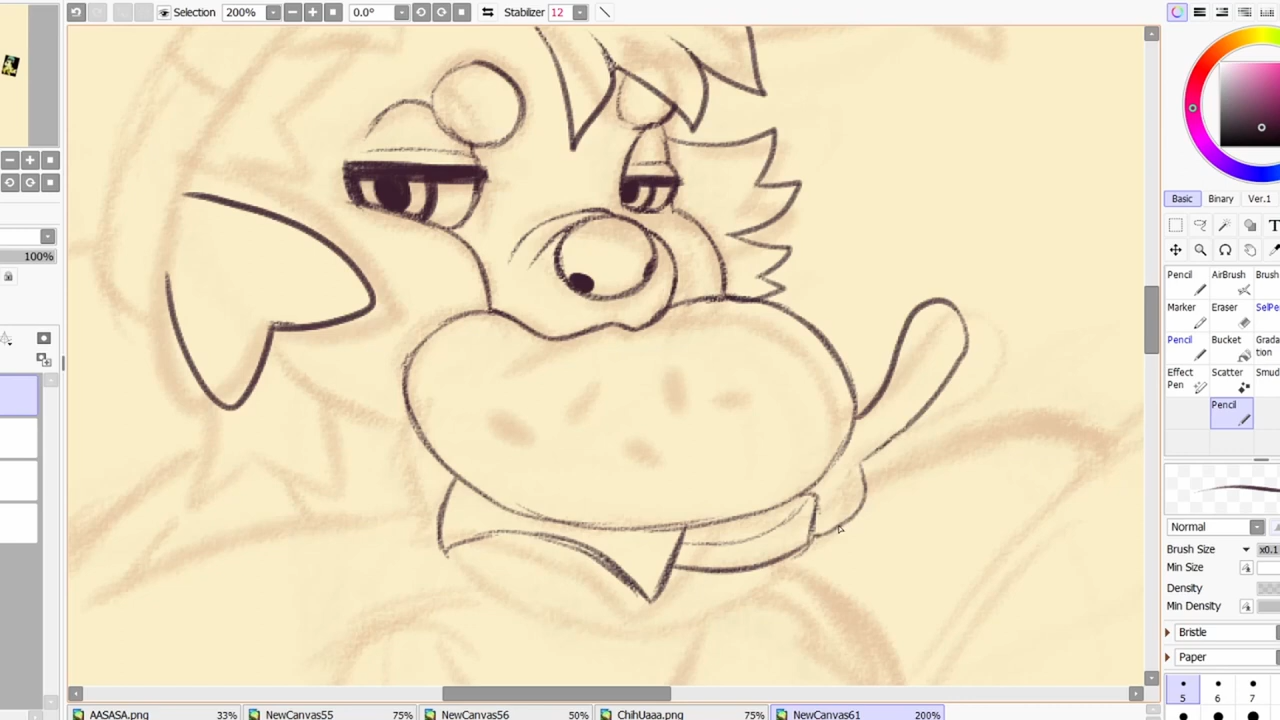 Selection 200% 0.0° Stabilizer 12
Basic Binary Ver.1
100%
T
Pencil AirBrush Brush
Marker Eraser SelPe
Pencil Bucket Grada
tion
Effect Scatter Smud
Pen
Pencil
Normal
Brush Size x0.1
Min Size
Density
Min Density
Bristle
Paper
5 6 7
AASASA.png 33% NewCanvas55 75% NewCanvas56 50% ChihUaaa.png 75% NewCanvas61 200%